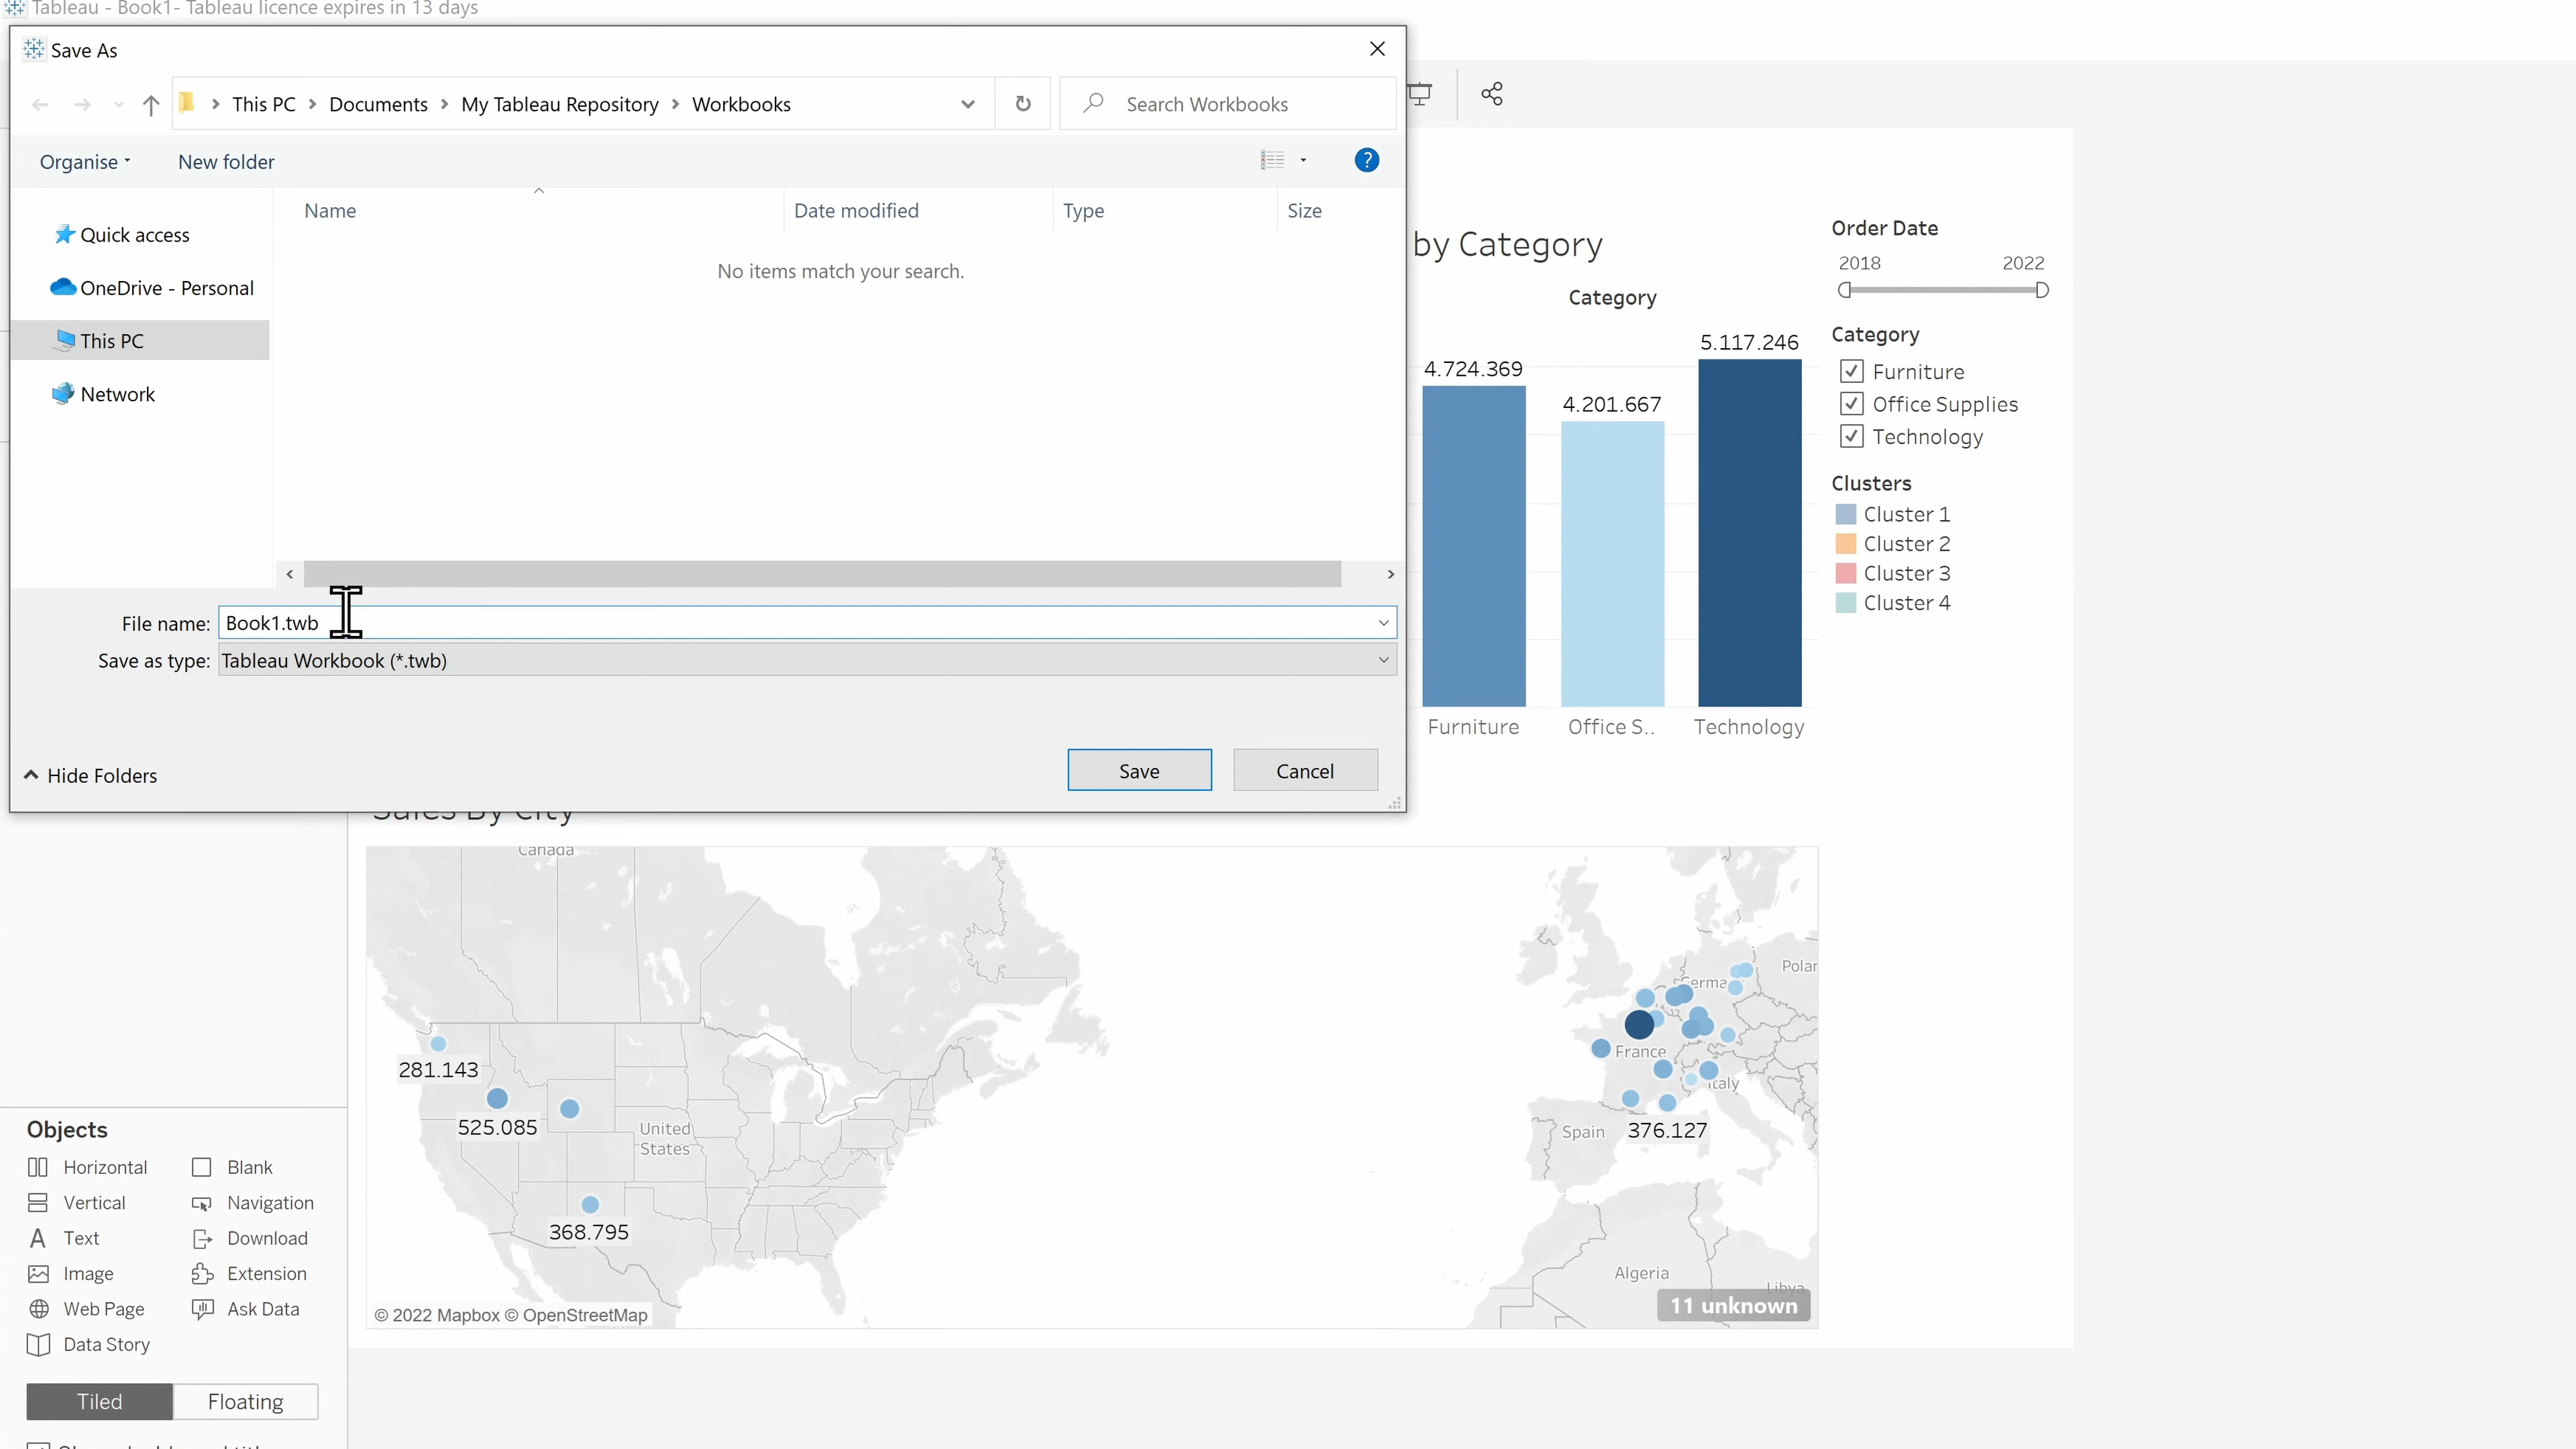 Tableau - Book1- Tableau licence expires in 13 days
Save As
This PC > Documents > My Tableau Repository > Workbooks
Search Workbooks
Organise
New folder
Name
Date modified
Type
Size
Quick access
OneDrive - Personal
This PC
Network
No items match your search.
File name: Book1.twb
Save as type: Tableau Workbook (*.twb)
Hide Folders
Save
Cancel
by Category
Category
4.724.369
4.201.667
5.117.246
Furniture
Office S..
Technology
Order Date
2018
2022
Category
Furniture
Office Supplies
Technology
Clusters
Cluster 1
Cluster 2
Cluster 3
Cluster 4
Sales By City
Canada
281.143
525.085
United
States
368.795
Polar
Germa
France
Italy
Spain
376.127
Algeria
Libya
11 unknown
© 2022 Mapbox © OpenStreetMap
Objects
Horizontal
Blank
Vertical
Navigation
Text
Download
Image
Extension
Web Page
Ask Data
Data Story
Tiled
Floating